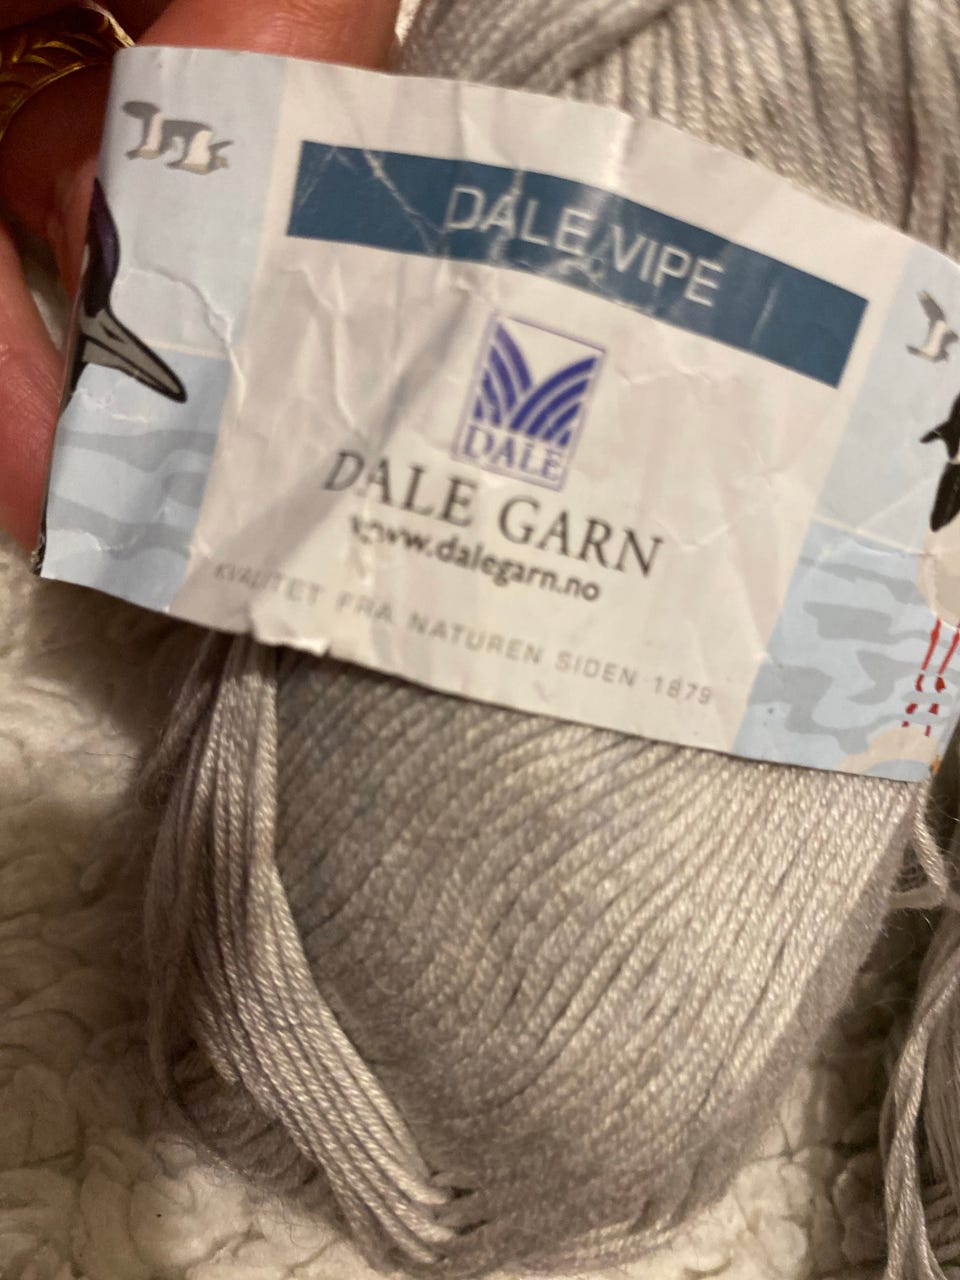 DALE VIPE
DALE
DALE GARN
www.dalegarn.no
KVALITET FRA NATUREN SIDEN 1879